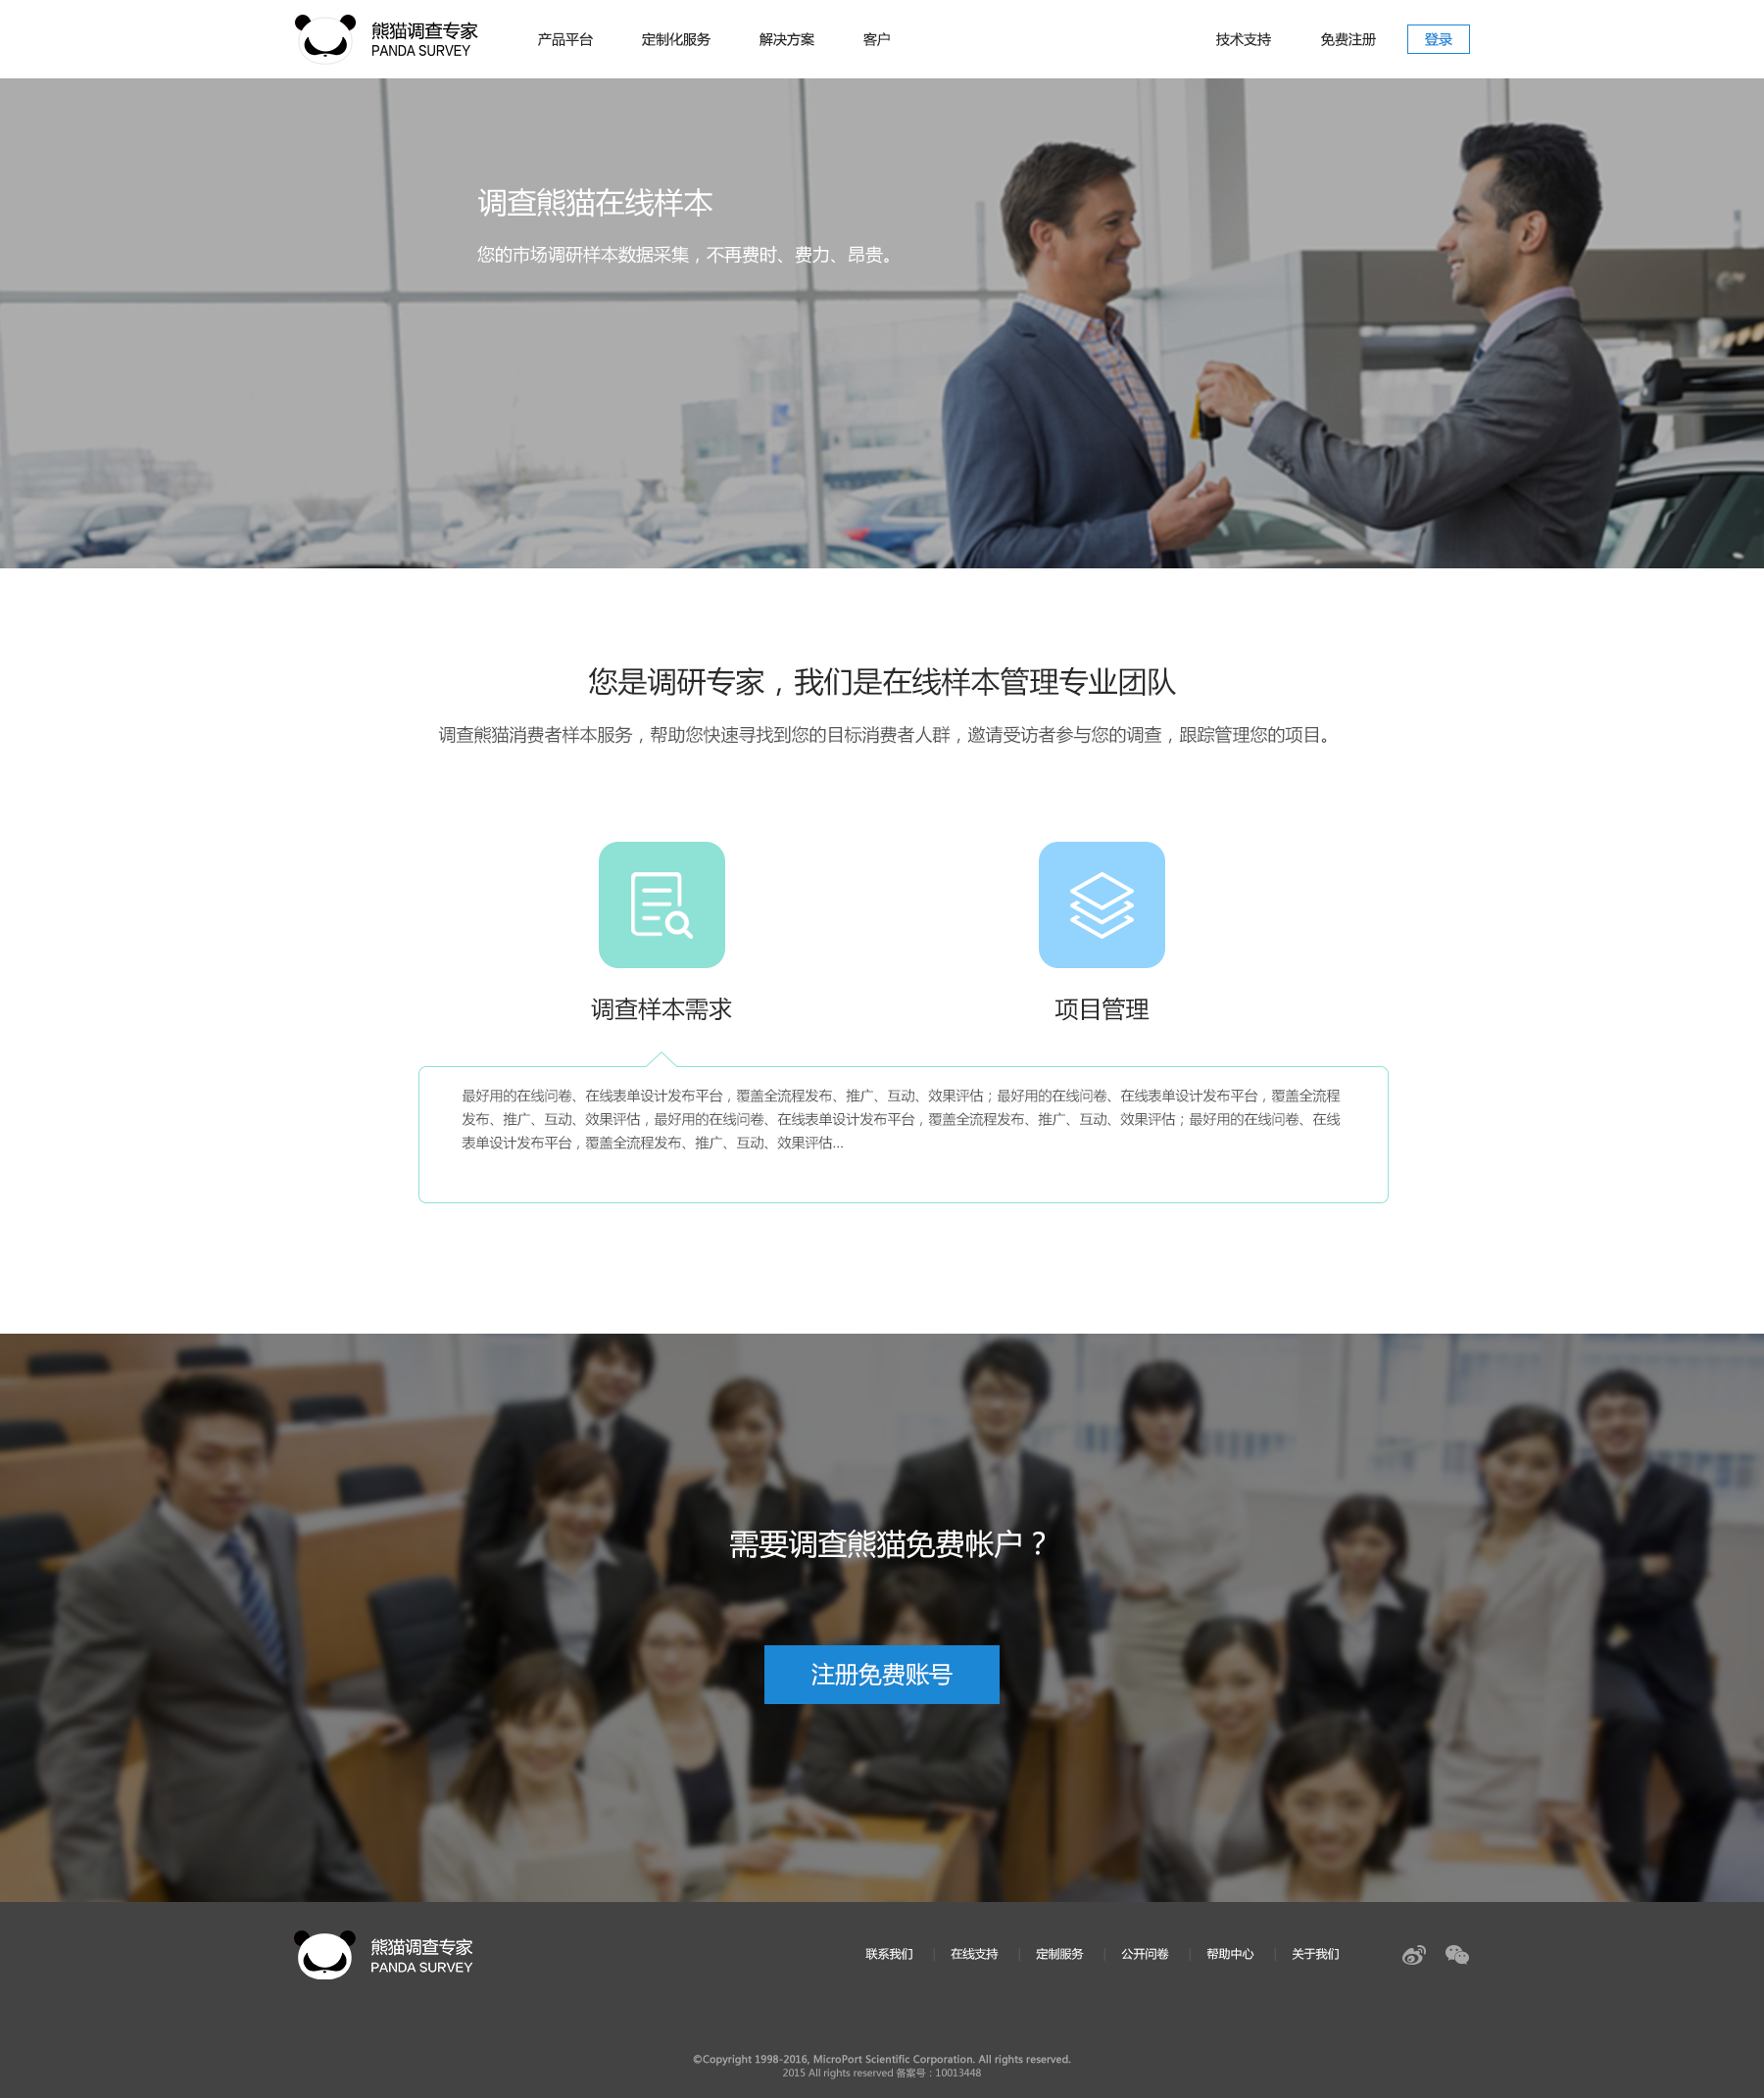 熊猫调查专家
PANDA SURVEY
产品平台
定制化服务
解决方案
客户
技术支持
免费注册
登录
调查熊猫在线样本
您的市场调研样本数据采集，不再费时、费力、昂贵。
您是调研专家，我们是在线样本管理专业团队
调查熊猫消费者样本服务，帮助您快速寻找到您的目标消费者人群，邀请受访者参与您的调查，跟踪管理您的项目。
调查样本需求
项目管理
最好用的在线问卷、在线表单设计发布平台，覆盖全流程发布、推广、互动、效果评估；最好用的在线问卷、在线表单设计发布平台，覆盖全流程
发布、推广、互动、效果评估，最好用的在线问卷、在线表单设计发布平台，覆盖全流程发布、推广、互动、效果评估；最好用的在线问卷、在线
表单设计发布平台，覆盖全流程发布、推广、互动、效果评估...
需要调查熊猫免费帐户？
注册免费账号
熊猫调查专家
PANDA SURVEY
联系我们 | 在线支持 | 定制服务 | 公开问卷 | 帮助中心 | 关于我们
©Copyright 1998-2016, MicroPort Scientific Corporation. All rights reserved.
2015 All rights reserved 备案号：10013448